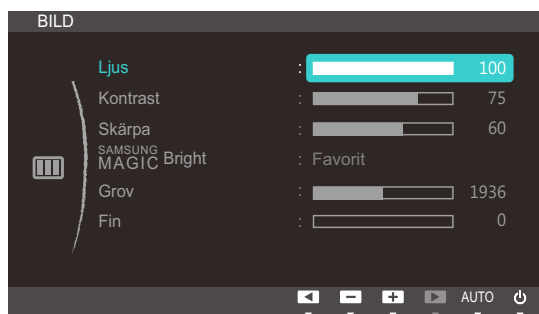 BILD
Ljus : 100
Kontrast : 75
Skärpa : 60
SAMSUNG
MAGIC Bright : Favorit
Grov : 1936
Fin : 0
AUTO